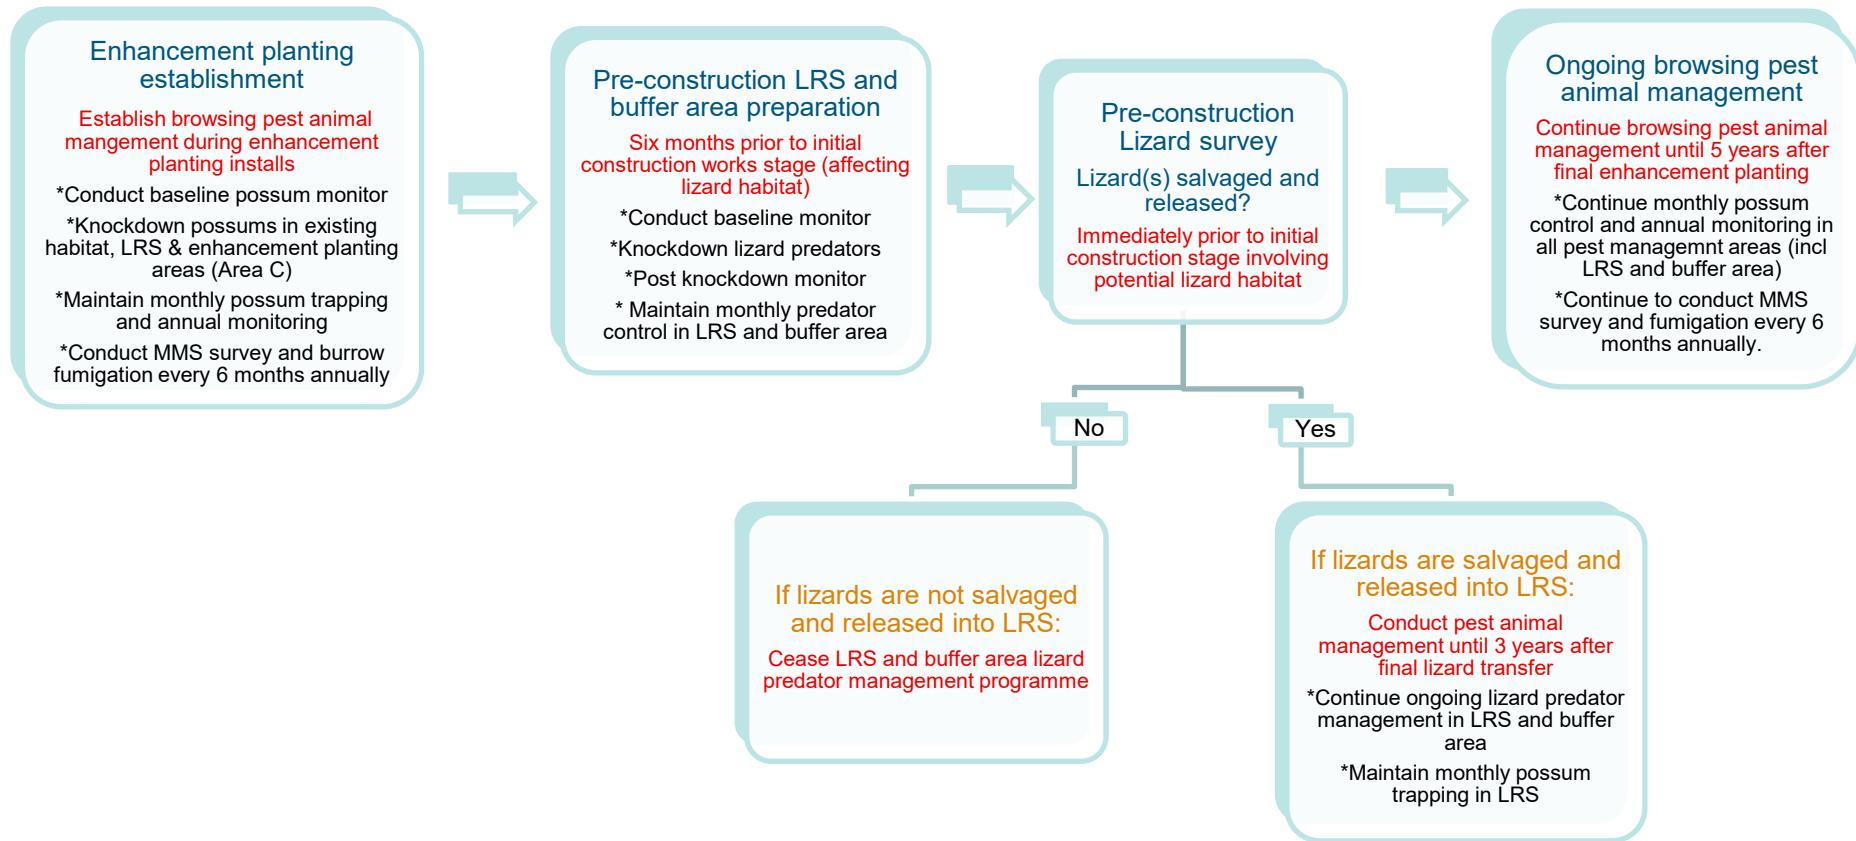 Enhancement planting
establishment
Establish browsing pest animal
mangement during enhancement
planting installs
*Conduct baseline possum monitor
*Knockdown possums in existing
habitat, LRS & enhancement planting
areas (Area C)
*Maintain monthly possum trapping
and annual monitoring
*Conduct MMS survey and burrow
fumigation every 6 months annually
Pre-construction LRS and
buffer area preparation
Six months prior to initial
construction works stage (affecting
lizard habitat)
*Conduct baseline monitor
*Knockdown lizard predators
*Post knockdown monitor
* Maintain monthly predator
control in LRS and buffer area
Pre-construction
Lizard survey
Lizard(s) salvaged and
released?
Immediately prior to initial
construction stage involving
potential lizard habitat
Ongoing browsing pest
animal management
Continue browsing pest animal
management until 5 years after
final enhancement planting
*Continue monthly possum
control and annual monitoring in
all pest managemnt areas (incl
LRS and buffer area)
*Continue to conduct MMS
survey and fumigation every 6
months annually.
No
Yes
If lizards are not salvaged
and released into LRS:
Cease LRS and buffer area lizard
predator management programme
If lizards are salvaged and
released into LRS:
Conduct pest animal
management until 3 years after
final lizard transfer
*Continue ongoing lizard predator
management in LRS and buffer
area
*Maintain monthly possum
trapping in LRS